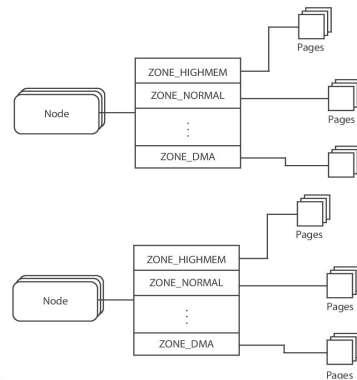 Pages
ZONE_HIGHMEM
ZONE_NORMAL
Pages
Node
⋮
ZONE_DMA
Pages
ZONE_HIGHMEM
ZONE_NORMAL
Node
Pages
⋮
ZONE_DMA
Pages